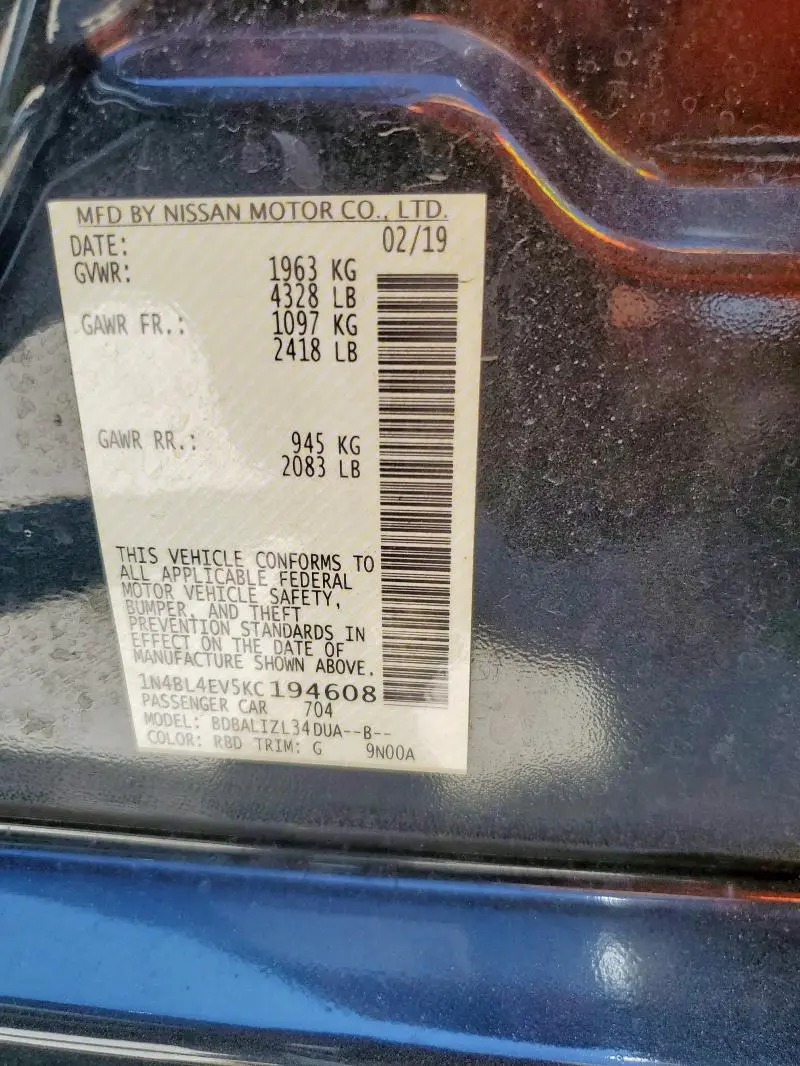 MFD BY NISSAN MOTOR CO., LTD.
DATE: 02/19
GVWR: 1963 KG
4328 LB
GAWR FR.: 1097 KG
2418 LB
GAWR RR.: 945 KG
2083 LB
THIS VEHICLE CONFORMS TO
ALL APPLICABLE FEDERAL
MOTOR VEHICLE SAFETY,
BUMPER, AND THEFT
PREVENTION STANDARDS IN
EFFECT ON THE DATE OF
MANUFACTURE SHOWN ABOVE.
1N4BL4EV5KC194608
PASSENGER CAR 704
MODEL: BDBALIZL34DUA--B--
COLOR: RBD TRIM: G 9N00A